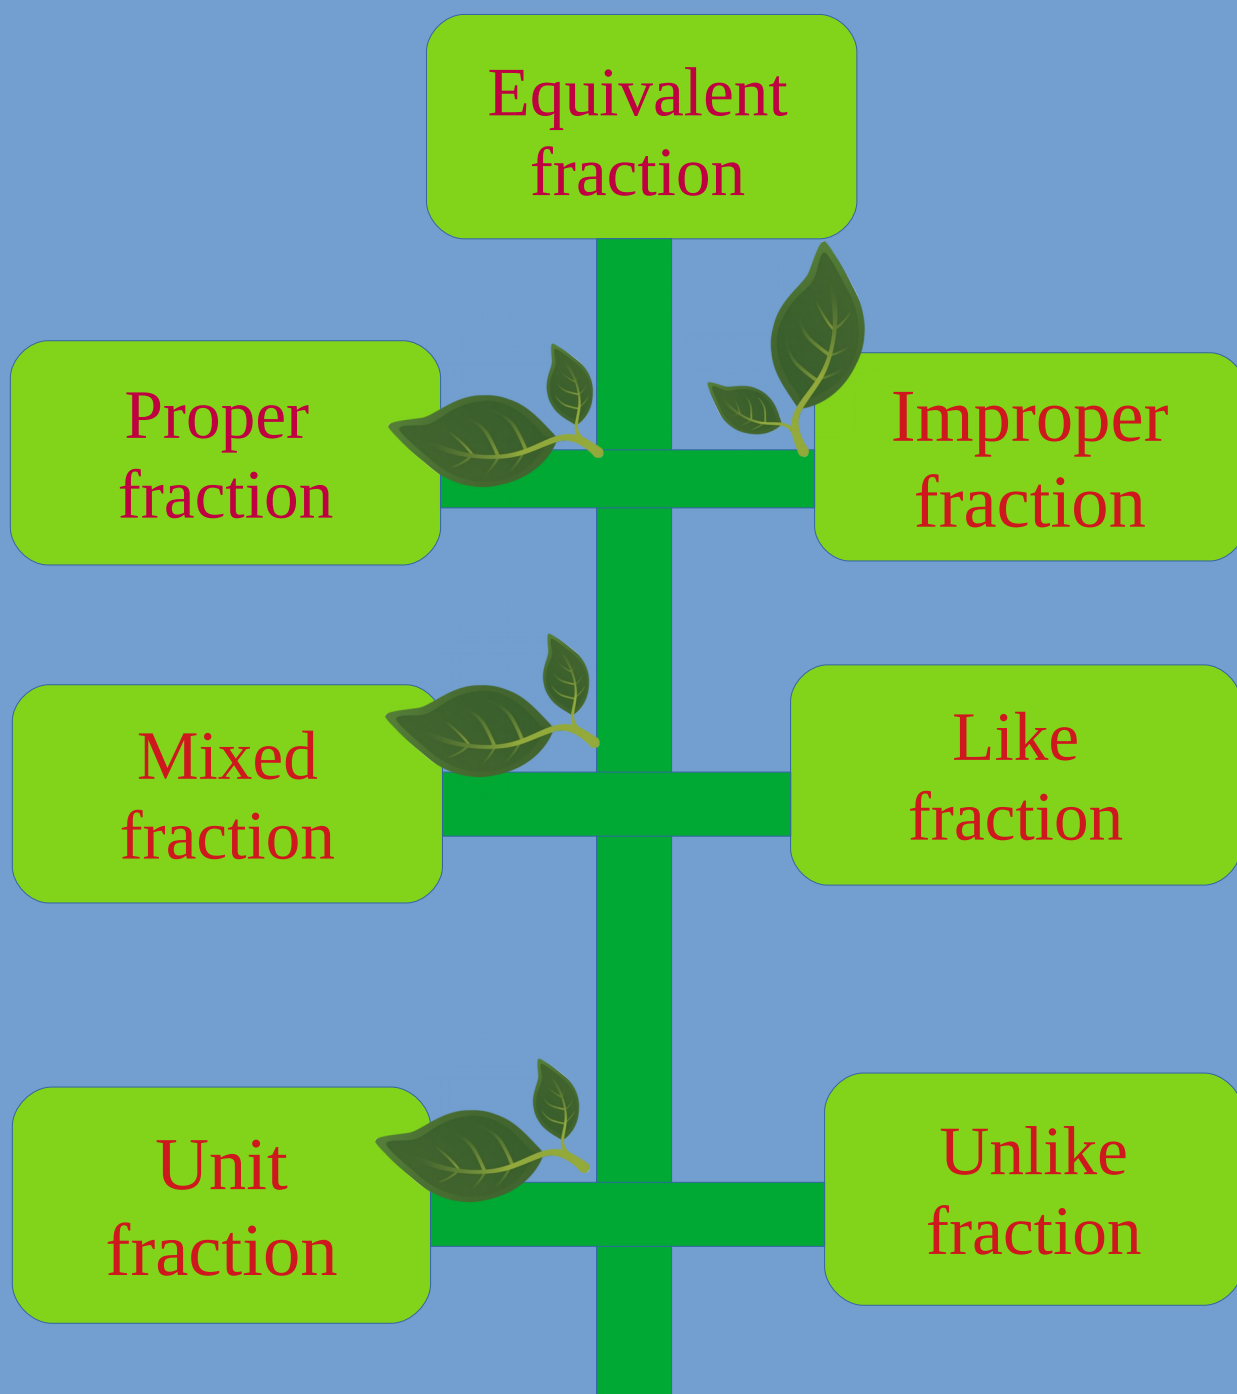 Equivalent
fraction
Proper
fraction
Improper
fraction
Mixed
fraction
Like
fraction
Unit
fraction
Unlike
fraction